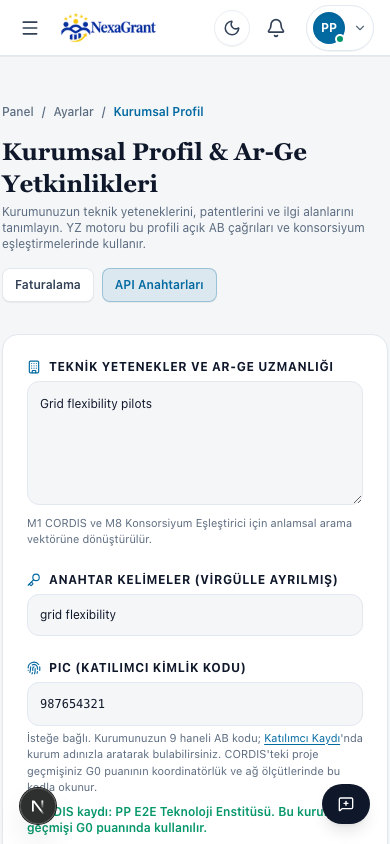 NexaGrant
PP
Panel / Ayarlar / Kurumsal Profil
Kurumsal Profil & Ar-Ge
Yetkinlikleri
Kurumunuzun teknik yeteneklerini, patentlerini ve ilgi alanlarını
tanımlayın. YZ motoru bu profili açık AB çağrıları ve konsorsiyum
eşleştirmelerinde kullanır.
Faturalama
API Anahtarları
TEKNİK YETENEKLER VE AR-GE UZMANLIĞI
Grid flexibility pilots
M1 CORDIS ve M8 Konsorsiyum Eşleştirici için anlamsal arama
vektörüne dönüştürülür.
ANAHTAR KELİMELER (VİRGÜLLE AYRILMIŞ)
grid flexibility
PIC (KATILIMCI KİMLİK KODU)
987654321
İsteğe bağlı. Kurumunuzun 9 haneli AB kodu; Katılımcı Kaydı'nda
kurum adınızla aratarak bulabilirsiniz. CORDIS'teki proje
geçmişiniz G0 puanının koordinatörlük ve ağ ölçütlerinde bu
okunur.
N
kaydı: PP E2E Teknoloji Enstitüsü. Bu
geçmişi G0 puanında kullanılır.